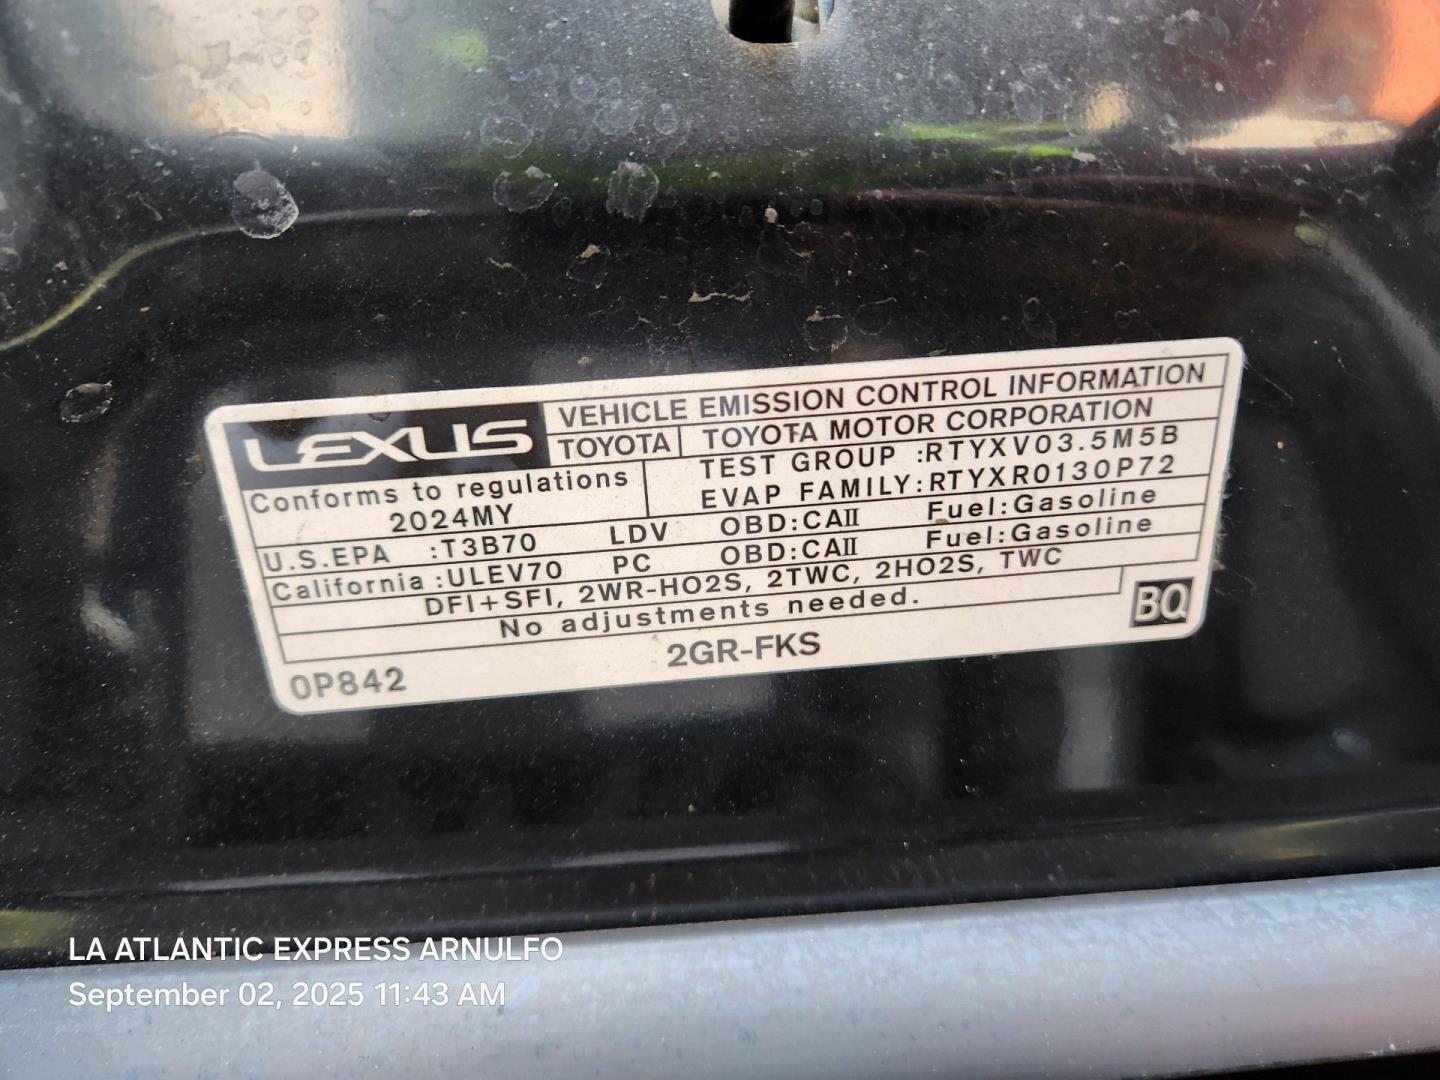 LEXUS
VEHICLE EMISSION CONTROL INFORMATION
TOYOTA TOYOTA MOTOR CORPORATION
Conforms to regulations
2024MY
TEST GROUP :RTYXV03.5M5B
EVAP FAMILY:RTYXR0130P72
U.S.EPA :T3B70 LDV OBD:CAII Fuel:Gasoline
California :ULEV70 PC OBD:CAII Fuel:Gasoline
DFI+SFI, 2WR-HO2S, 2TWC, 2HO2S, TWC
No adjustments needed.
BQ
0P842 2GR-FKS
LA ATLANTIC EXPRESS ARNULFO
September 02, 2025 11:43 AM